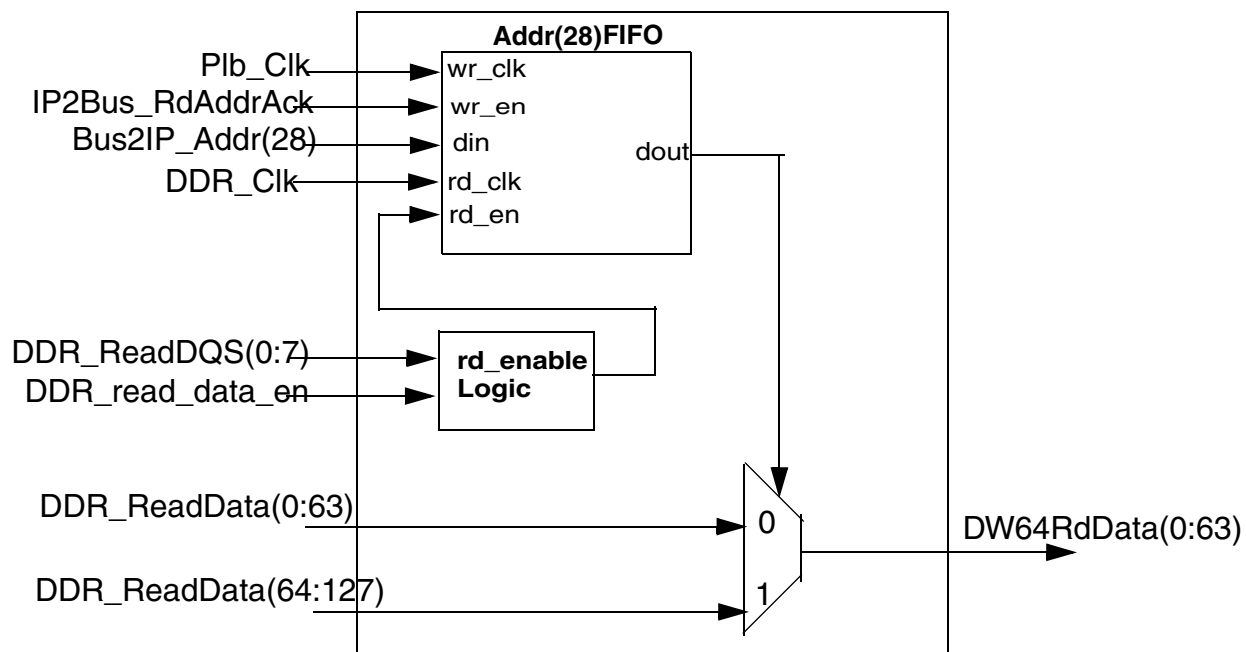 Addr(28)FIFO
Plb_Clk
wr_clk
IP2Bus_RdAddrAck
wr_en
Bus2IP_Addr(28)
din
dout
DDR_Clk
rd_clk
rd_en
DDR_ReadDQS(0:7)
rd_enable
DDR_read_data_en
Logic
DDR_ReadData(0:63)
0
DW64RdData(0:63)
DDR_ReadData(64:127)
1